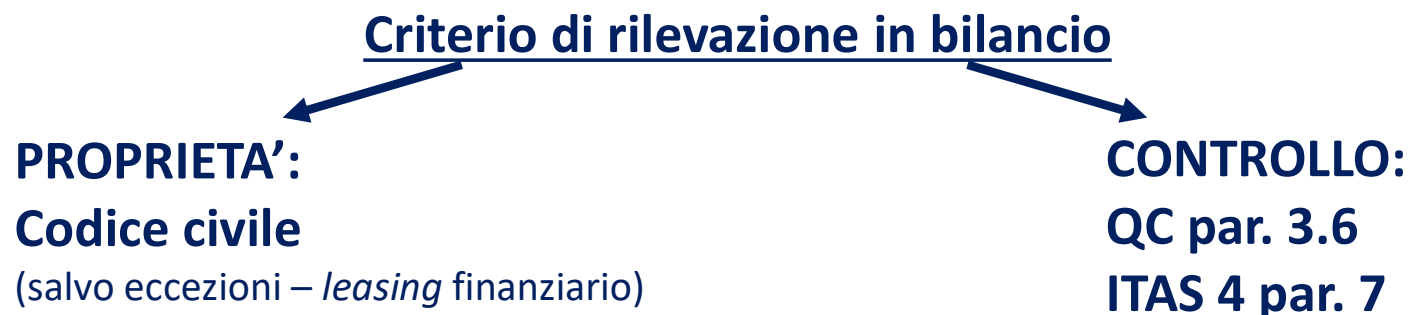 Criterio di rilevazione in bilancio
PROPRIETA’:
Codice civile
(salvo eccezioni – leasing finanziario)
CONTROLLO:
QC par. 3.6
ITAS 4 par. 7